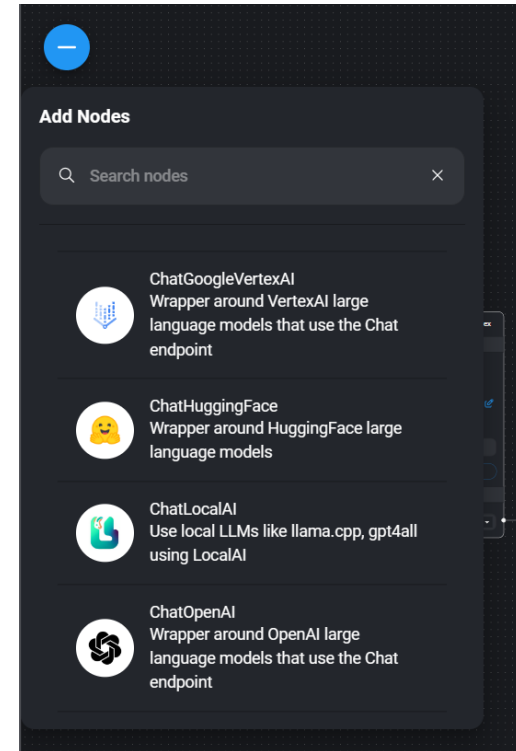 Add Nodes
Search nodes
ChatGoogleVertexAI
Wrapper around VertexAI large
language models that use the Chat
endpoint
ChatHuggingFace
Wrapper around HuggingFace large
language models
ChatLocalAI
Use local LLMs like llama.cpp, gpt4all
using LocalAI
ChatOpenAI
Wrapper around OpenAI large
language models that use the Chat
endpoint
ex